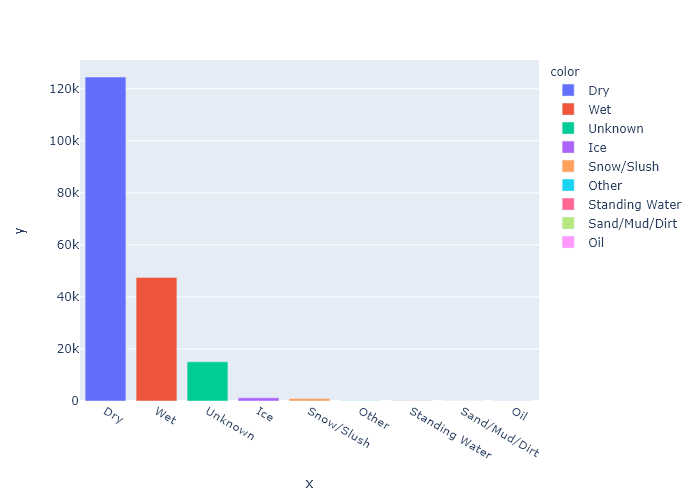 color
Dry
Wet
Unknown
Ice
Snow/Slush
Other
Standing Water
Sand/Mud/Dirt
Oil
y
120k
100k
80k
60k
40k
20k
0
Dry
Wet
Unknown
Ice
Snow/Slush
Other
Standing Water
Sand/Mud/Dirt
Oil
x